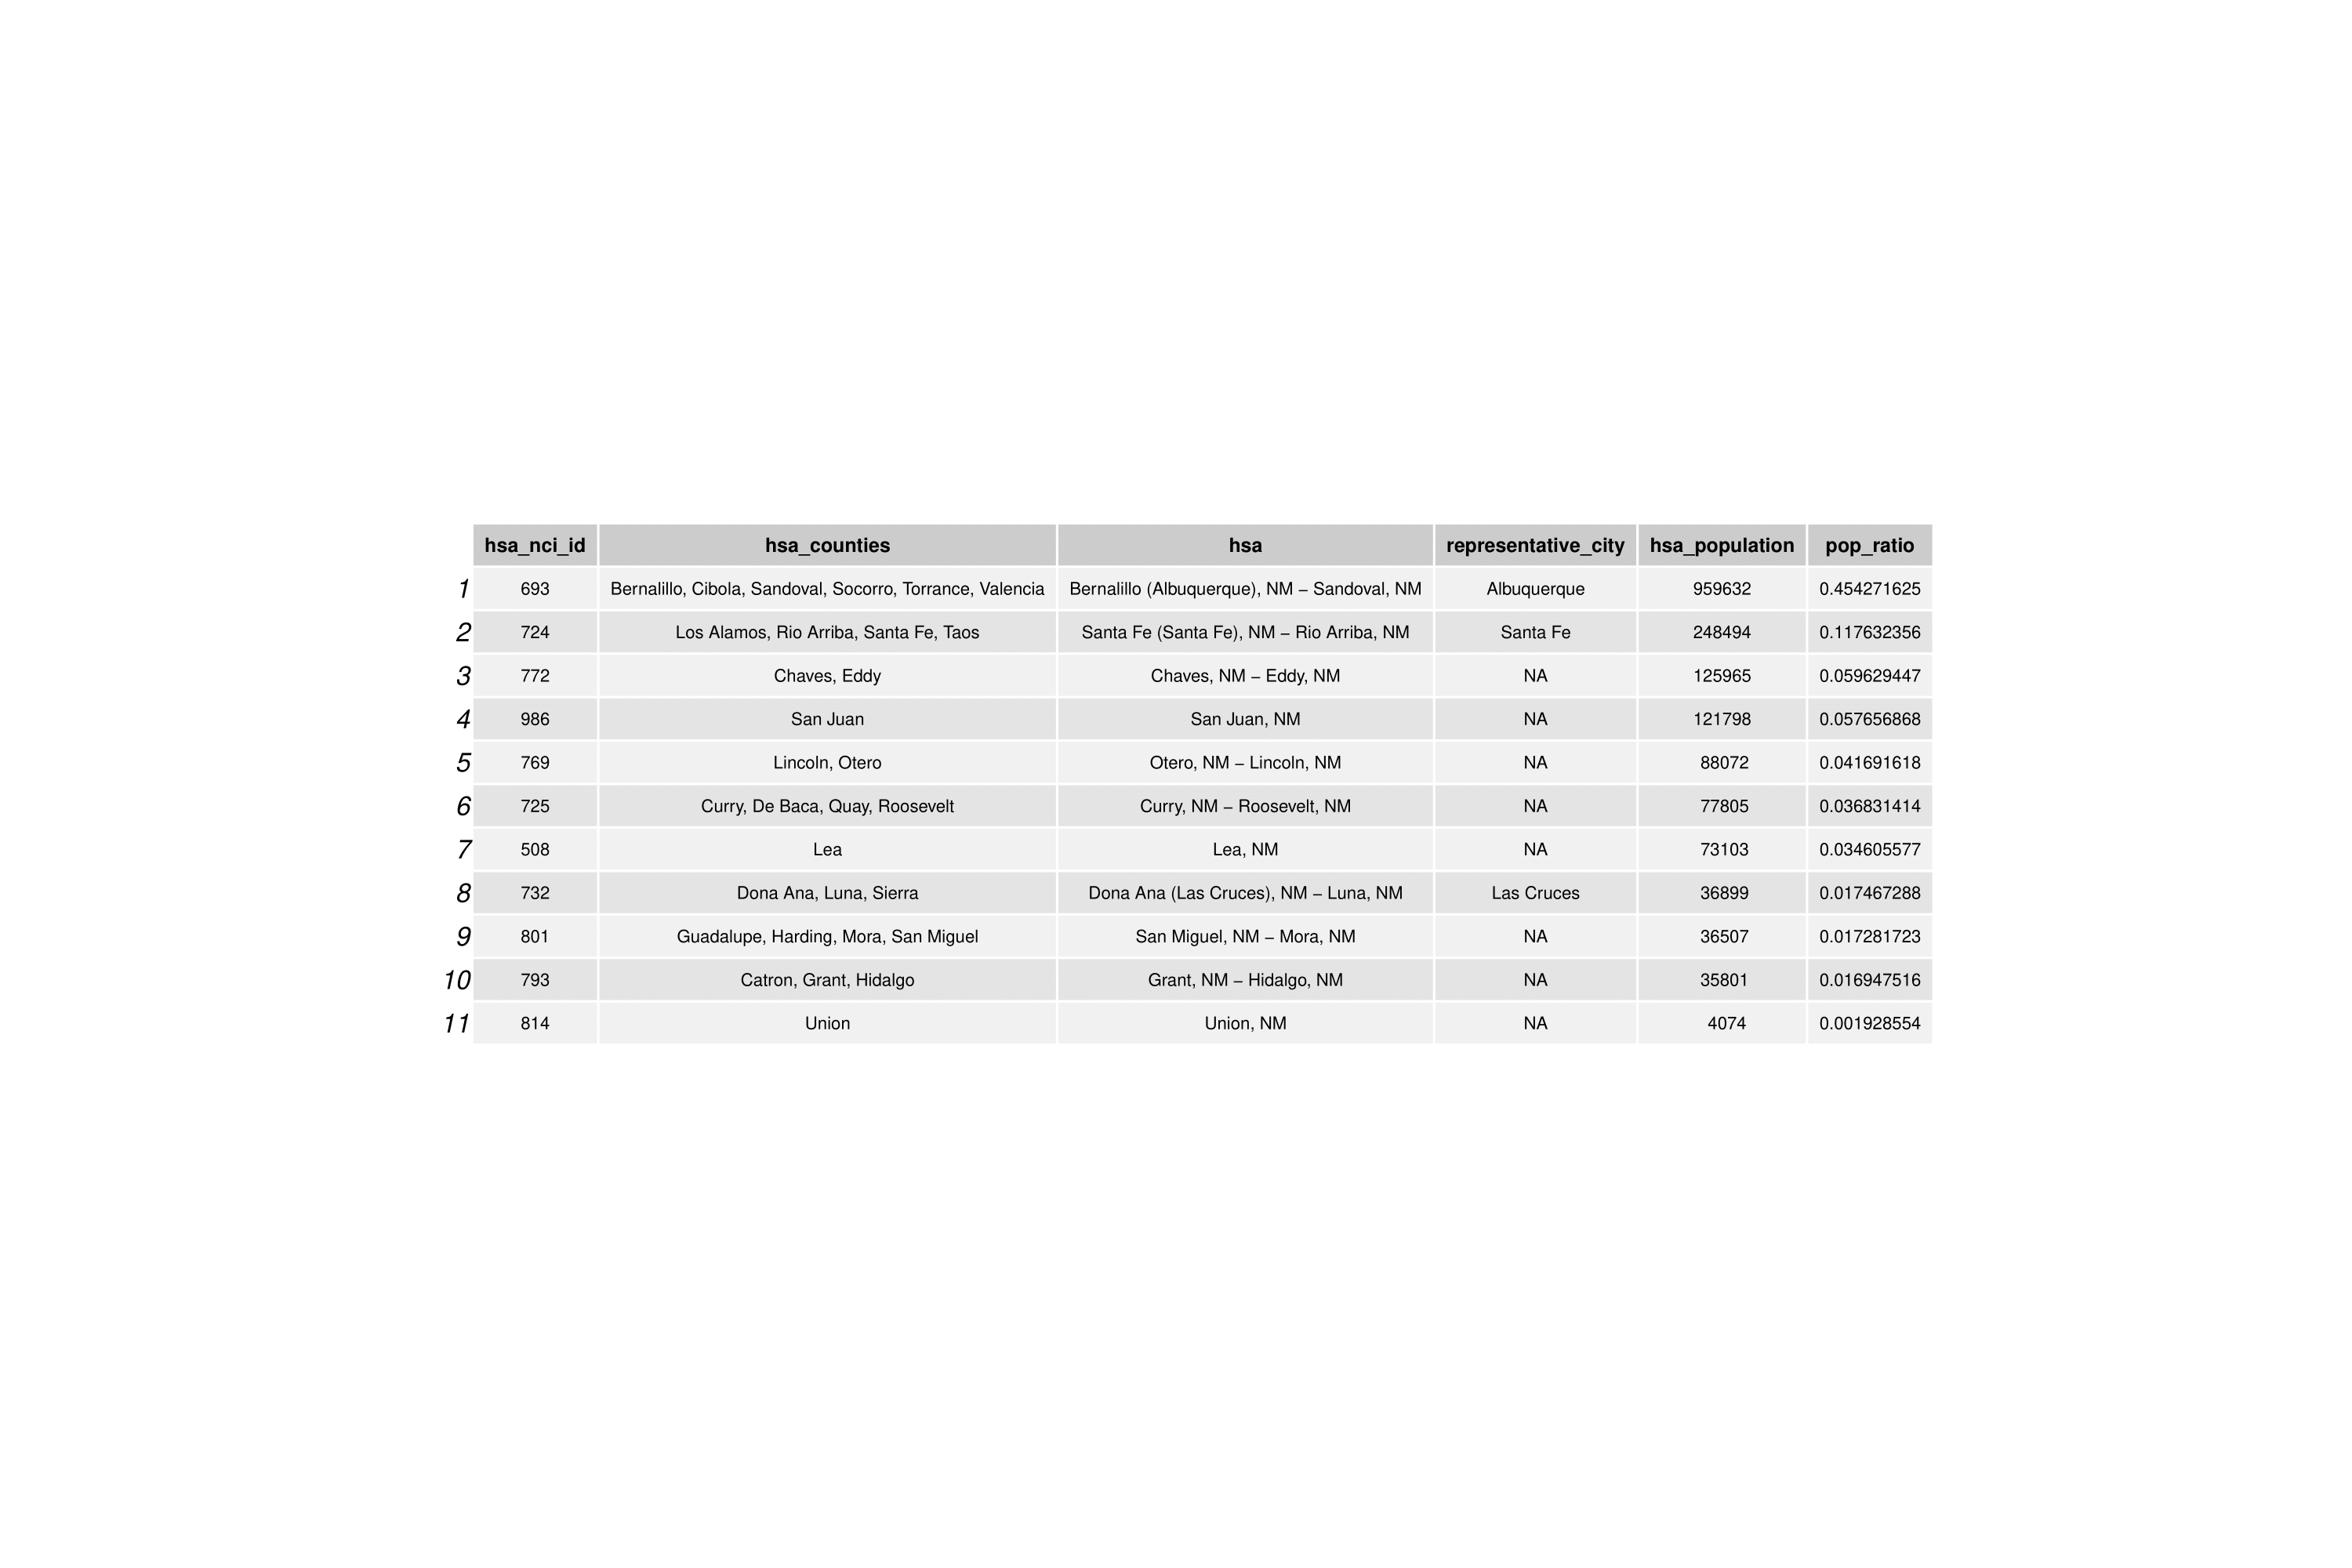 hsa_nci_id hsa_counties hsa representative_city hsa_population pop_ratio
1 693 Bernalillo, Cibola, Sandoval, Socorro, Torrance, Valencia Bernalillo (Albuquerque), NM − Sandoval, NM Albuquerque 959632 0.454271625
2 724 Los Alamos, Rio Arriba, Santa Fe, Taos Santa Fe (Santa Fe), NM − Rio Arriba, NM Santa Fe 248494 0.117632356
3 772 Chaves, Eddy Chaves, NM − Eddy, NM NA 125965 0.059629447
4 986 San Juan San Juan, NM NA 121798 0.057656868
5 769 Lincoln, Otero Otero, NM − Lincoln, NM NA 88072 0.041691618
6 725 Curry, De Baca, Quay, Roosevelt Curry, NM − Roosevelt, NM NA 77805 0.036831414
7 508 Lea Lea, NM NA 73103 0.034605577
8 732 Dona Ana, Luna, Sierra Dona Ana (Las Cruces), NM − Luna, NM Las Cruces 36899 0.017467288
9 801 Guadalupe, Harding, Mora, San Miguel San Miguel, NM − Mora, NM NA 36507 0.017281723
10 793 Catron, Grant, Hidalgo Grant, NM − Hidalgo, NM NA 35801 0.016947516
11 814 Union Union, NM NA 4074 0.001928554